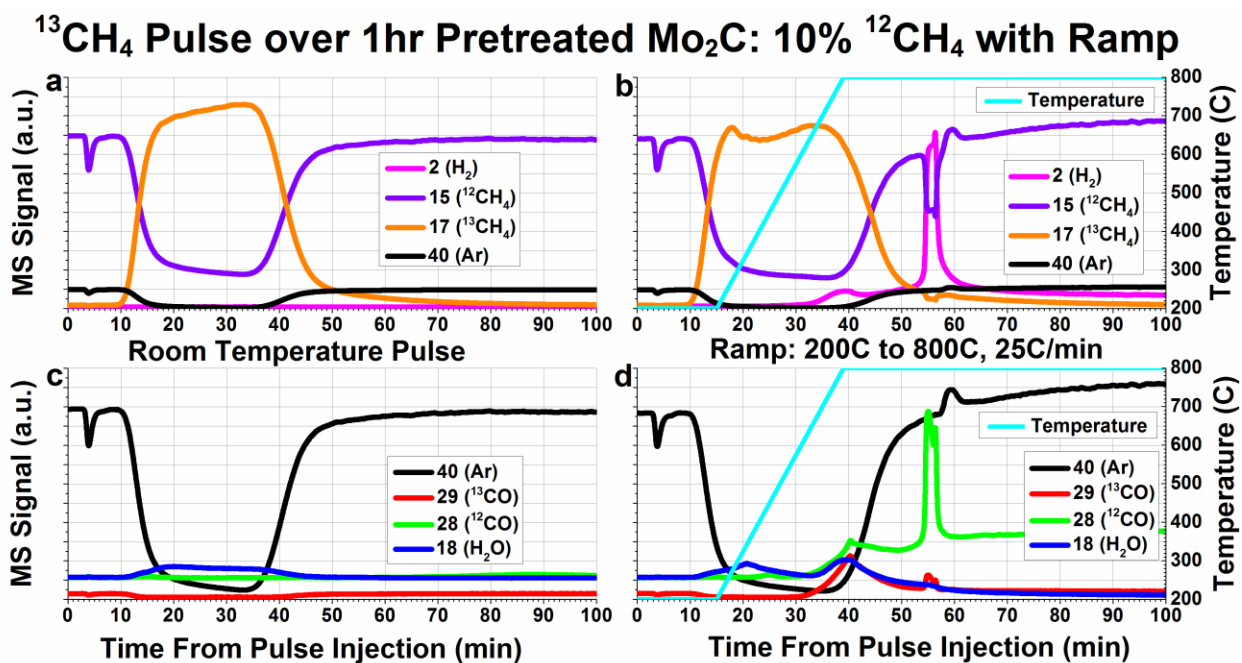 ¹³CH₄ Pulse over 1hr Pretreated Mo₂C: 10% ¹²CH₄ with Ramp
a
MS Signal (a.u.)
2 (H₂)
15 (¹²CH₄)
17 (¹³CH₄)
40 (Ar)
0 10 20 30 40 50 60 70 80 90 100
Room Temperature Pulse
b
Temperature
2 (H₂)
15 (¹²CH₄)
17 (¹³CH₄)
40 (Ar)
800
700
600
500
400
300
200
Temperature (C)
0 10 20 30 40 50 60 70 80 90 100
Ramp: 200C to 800C, 25C/min
c
MS Signal (a.u.)
40 (Ar)
29 (¹³CO)
28 (¹²CO)
18 (H₂O)
0 10 20 30 40 50 60 70 80 90 100
Time From Pulse Injection (min)
d
Temperature
40 (Ar)
29 (¹³CO)
28 (¹²CO)
18 (H₂O)
800
700
600
500
400
300
200
Temperature (C)
0 10 20 30 40 50 60 70 80 90 100
Time From Pulse Injection (min)